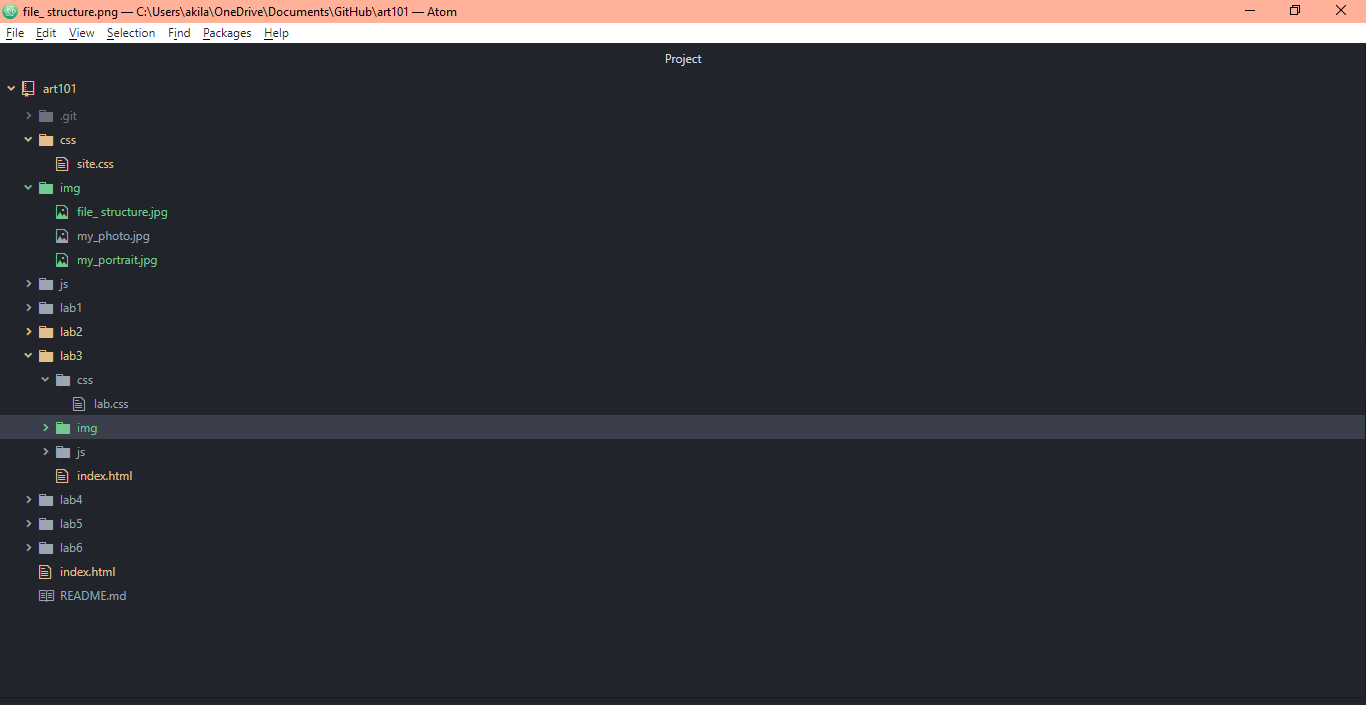 file_ structure.png — C:\Users\akila\OneDrive\Documents\GitHub\art101 — Atom
File Edit View Selection Find Packages Help
Project
art101
.git
css
site.css
img
file_ structure.jpg
my_photo.jpg
my_portrait.jpg
js
lab1
lab2
lab3
css
lab.css
img
js
index.html
lab4
lab5
lab6
index.html
README.md